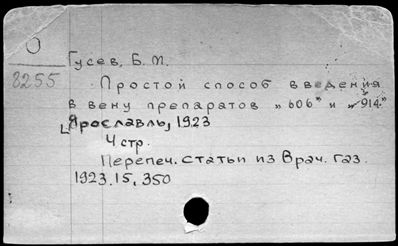 О
8255
Гусев, Б. М.
Простой способ введения
в вену препаратов „606" и „914"
Ярославль, 1923
4 стр.
Перепеч. статьи из Врач. газ.
1923.15, 350